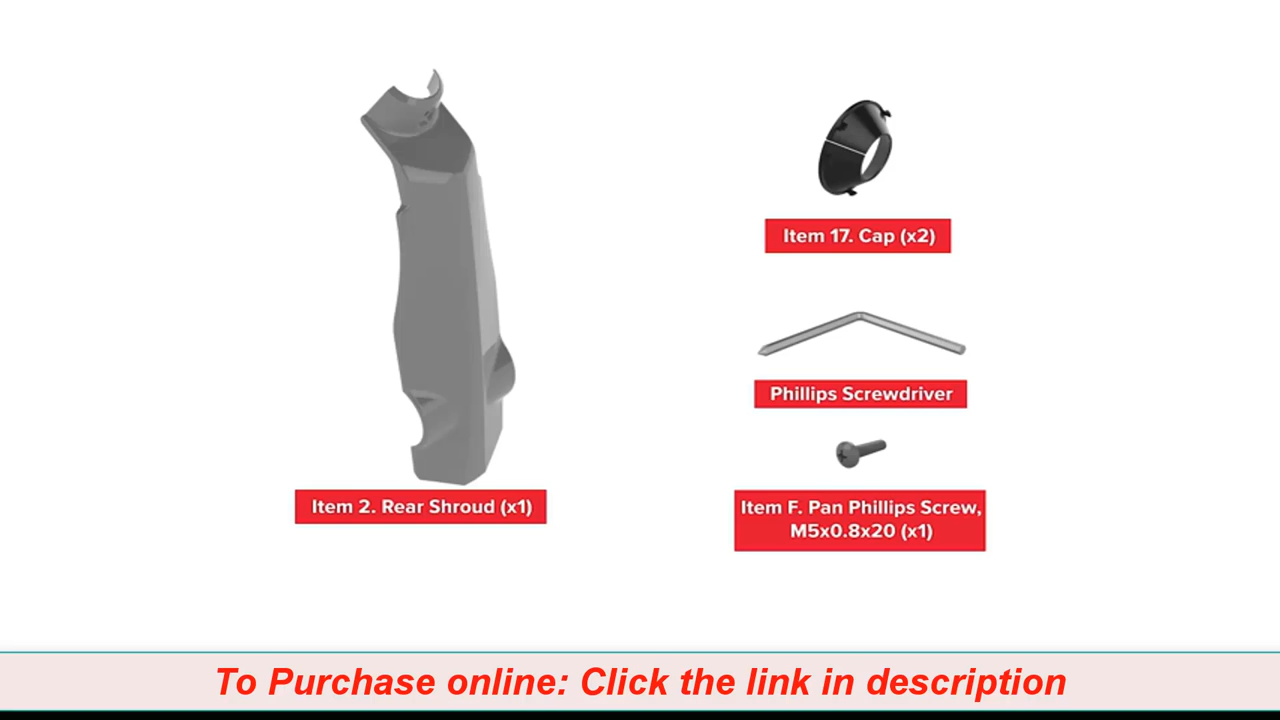 Item 17. Cap (x2)
Phillips Screwdriver
Item 2. Rear Shroud (x1)
Item F. Pan Phillips Screw,
M5x0.8x20 (x1)
To Purchase online: Click the link in description